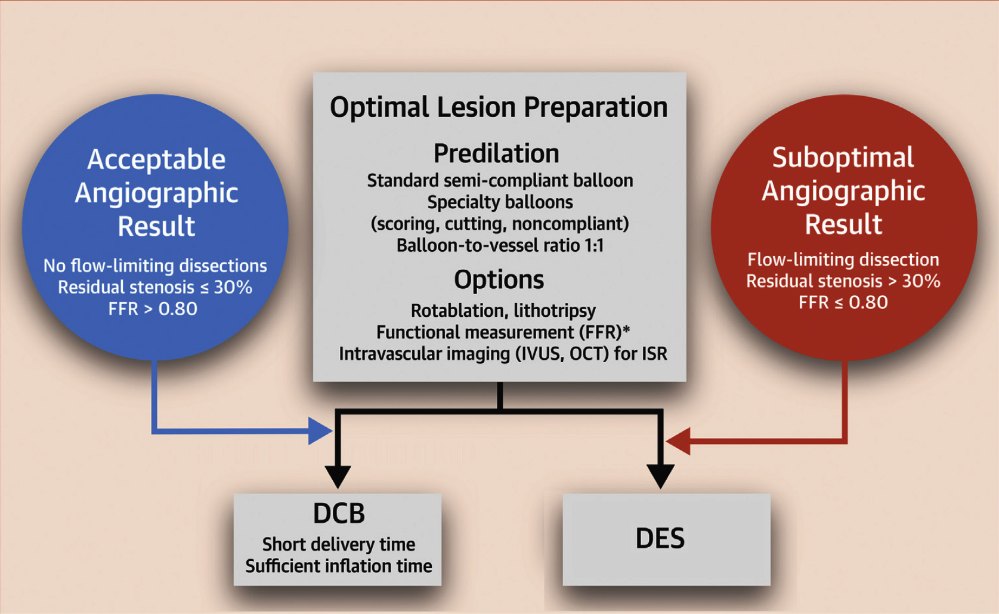 Optimal Lesion Preparation
Predilation
Standard semi-compliant balloon
Specialty balloons
(scoring, cutting, noncompliant)
Balloon-to-vessel ratio 1:1
Options
Rotablation, lithotripsy
Functional measurement (FFR)*
Intravascular imaging (IVUS, OCT) for ISR
Acceptable
Angiographic
Result
No flow-limiting dissections
Residual stenosis ≤ 30%
FFR > 0.80
Suboptimal
Angiographic
Result
Flow-limiting dissection
Residual stenosis > 30%
FFR ≤ 0.80
DCB
Short delivery time
Sufficient inflation time
DES